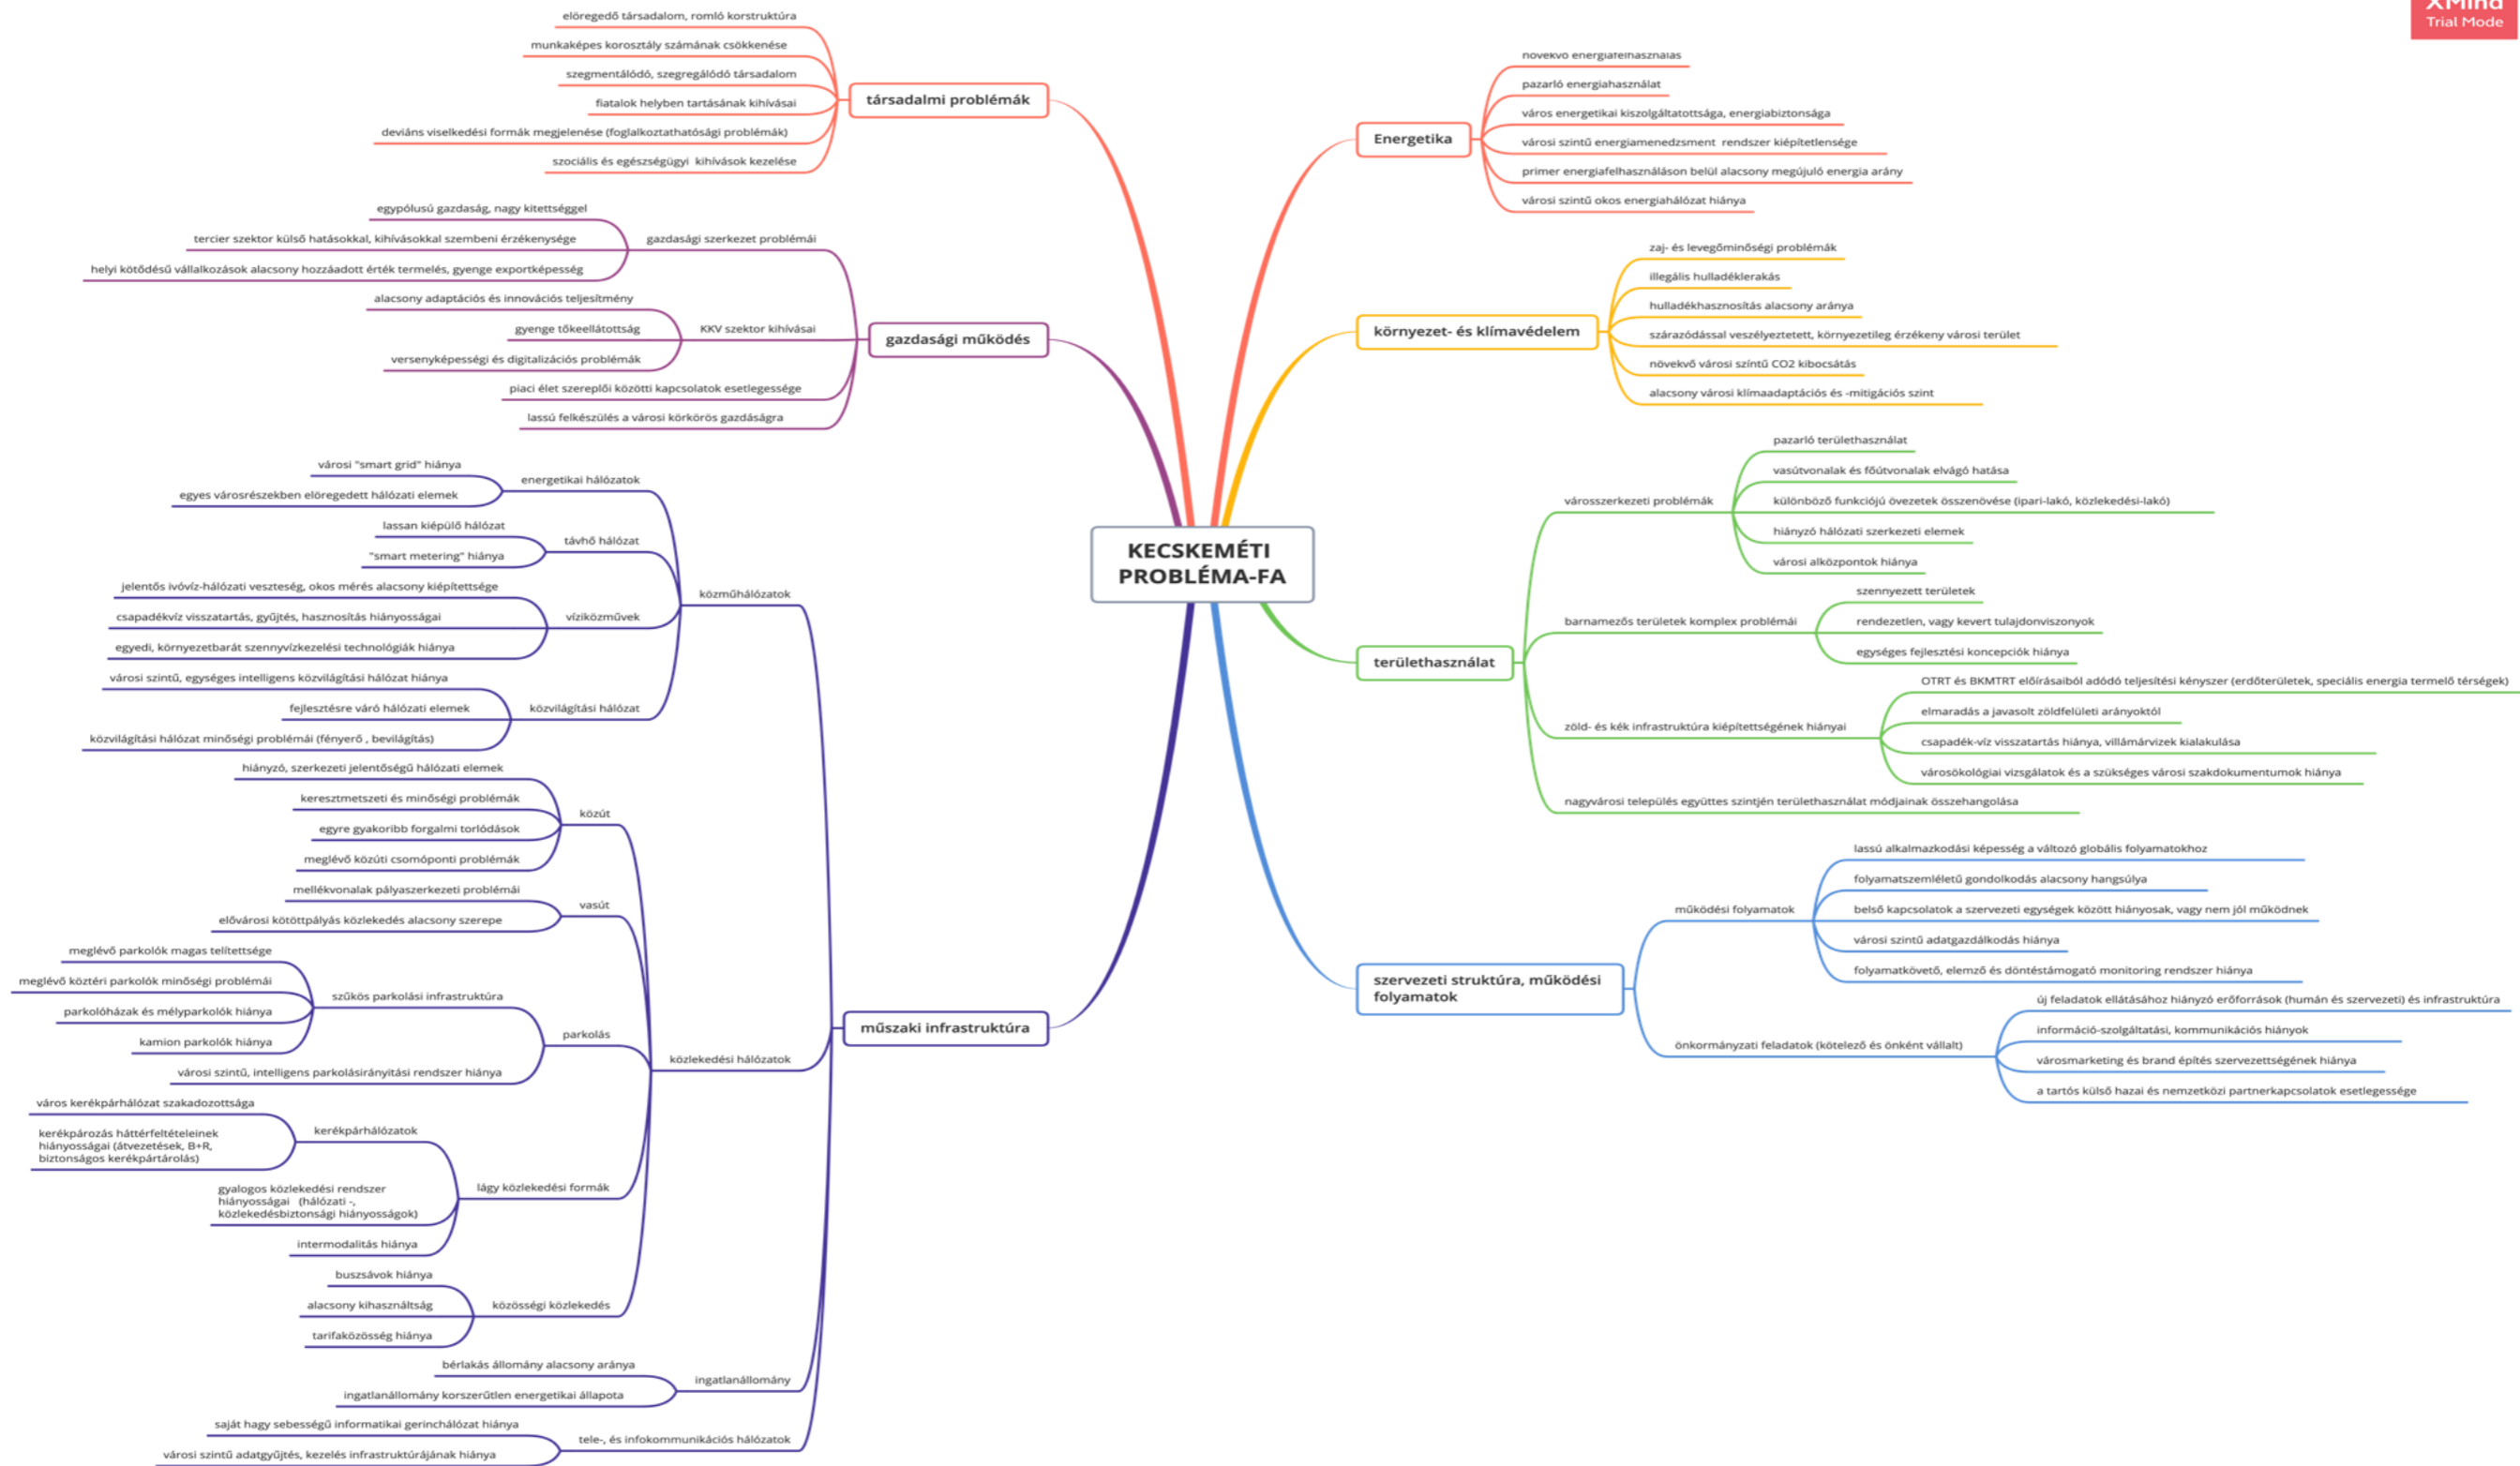 XMind
Trial Mode
KECSKEMÉTI
PROBLÉMA-FA
társadalmi problémák
elöregedő társadalom, romló korstruktúra
munkaképes korosztály számának csökkenése
szegmentálódó, szegregálódó társadalom
fiatalok helyben tartásának kihívásai
deviáns viselkedési formák megjelenése (foglalkoztathatósági problémák)
szociális és egészségügyi kihívások kezelése
gazdasági működés
gazdasági szerkezet problémái
egypólusú gazdaság, nagy kitettséggel
tercier szektor külső hatásokkal, kihívásokkal szembeni érzékenysége
helyi kötődésű vállalkozások alacsony hozzáadott érték termelés, gyenge exportképesség
KKV szektor kihívásai
alacsony adaptációs és innovációs teljesítmény
gyenge tőkeellátottság
versenyképességi és digitalizációs problémák
piaci élet szereplői közötti kapcsolatok esetlegessége
lassú felkészülés a városi körkörös gazdáságra
műszaki infrastruktúra
közműhálózatok
energetikai hálózatok
városi "smart grid" hiánya
egyes városrészekben elöregedett hálózati elemek
távhő hálózat
lassan kiépülő hálózat
"smart metering" hiánya
víziközművek
jelentős ivóvíz-hálózati veszteség, okos mérés alacsony kiépítettsége
csapadékvíz visszatartás, gyűjtés, hasznosítás hiányosságai
egyedi, környezetbarát szennyvízkezelési technológiák hiánya
közvilágítási hálózat
városi szintű, egységes intelligens közvilágítási hálózat hiánya
fejlesztésre váró hálózati elemek
közvilágítási hálózat minőségi problémái (fényerő , bevilágítás)
közlekedési hálózatok
közút
hiányzó, szerkezeti jelentőségű hálózati elemek
keresztmetszeti és minőségi problémák
egyre gyakoribb forgalmi torlódások
meglévő közúti csomóponti problémák
vasút
mellékvonalak pályaszerkezeti problémái
elővárosi kötöttpályás közlekedés alacsony szerepe
parkolás
szűkös parkolási infrastruktúra
meglévő parkolók magas telítettsége
meglévő köztéri parkolók minőségi problémái
parkolóházak és mélyparkolók hiánya
kamion parkolók hiánya
városi szintű, intelligens parkolásirányitási rendszer hiánya
lágy közlekedési formák
kerékpárhálózatok
város kerékpárhálózat szakadozottsága
kerékpározás háttérfeltételeinek
hiányosságai (átvezetések, B+R,
biztonságos kerékpártárolás)
gyalogos közlekedési rendszer
hiányosságai (hálózati -,
közlekedésbiztonsági hiányosságok)
intermodalitás hiánya
közösségi közlekedés
buszsávok hiánya
alacsony kihasználtság
tarifaközösség hiánya
ingatlanállomány
bérlakás állomány alacsony aránya
ingatlanállomány korszerűtlen energetikai állapota
tele-, és infokommunikációs hálózatok
saját hagy sebességű informatikai gerinchálózat hiánya
városi szintű adatgyűjtés, kezelés infrastruktúrájának hiánya
Energetika
növekvő energiafelhasználás
pazarló energiahasználat
város energetikai kiszolgáltatottsága, energiabiztonsága
városi szintű energiamenedzsment rendszer kiépítetlensége
primer energiafelhasználáson belül alacsony megújuló energia arány
városi szintű okos energiahálózat hiánya
környezet- és klímavédelem
zaj- és levegőminőségi problémák
illegális hulladéklerakás
hulladékhasznosítás alacsony aránya
szárazódással veszélyeztetett, környezetileg érzékeny városi terület
növekvő városi színtű CO2 kibocsátás
alacsony városi klímaadaptációs és -mitigációs szint
területhasználat
városszerkezeti problémák
pazarló területhasználat
vasútvonalak és főútvonalak elvágó hatása
különböző funkciójú övezetek összenövése (ipari-lakó, közlekedési-lakó)
hiányzó hálózati szerkezeti elemek
városi alközpontok hiánya
barnamezős területek komplex problémái
szennyezett területek
rendezetlen, vagy kevert tulajdonviszonyok
egységes fejlesztési koncepciók hiánya
zöld- és kék infrastruktúra kiépítettségének hiányai
OTRT és BKMTRT előírásaiból adódó teljesítési kényszer (erdőterületek, speciális energia termelő térségek)
elmaradás a javasolt zöldfelületi arányoktól
csapadék-víz visszatartás hiánya, villámárvizek kialakulása
városökológiai vizsgálatok és a szükséges városi szakdokumentumok hiánya
nagyvárosi település együttes szintjén területhasználat módjainak összehangolása
szervezeti struktúra, működési
folyamatok
működési folyamatok
lassú alkalmazkodási képesség a változó globális folyamatokhoz
folyamatszemléletű gondolkodás alacsony hangsúlya
belső kapcsolatok a szervezeti egységek között hiányosak, vagy nem jól működnek
városi szintű adatgazdálkodás hiánya
folyamatkövető, elemző és döntéstámogató monitoring rendszer hiánya
önkormányzati feladatok (kötelező és önként vállalt)
új feladatok ellátásához hiányzó erőforrások (humán és szervezeti) és infrastruktúra
információ-szolgáltatási, kommunikációs hiányok
városmarketing és brand építés szervezettségének hiánya
a tartós külső hazai és nemzetközi partnerkapcsolatok esetlegessége